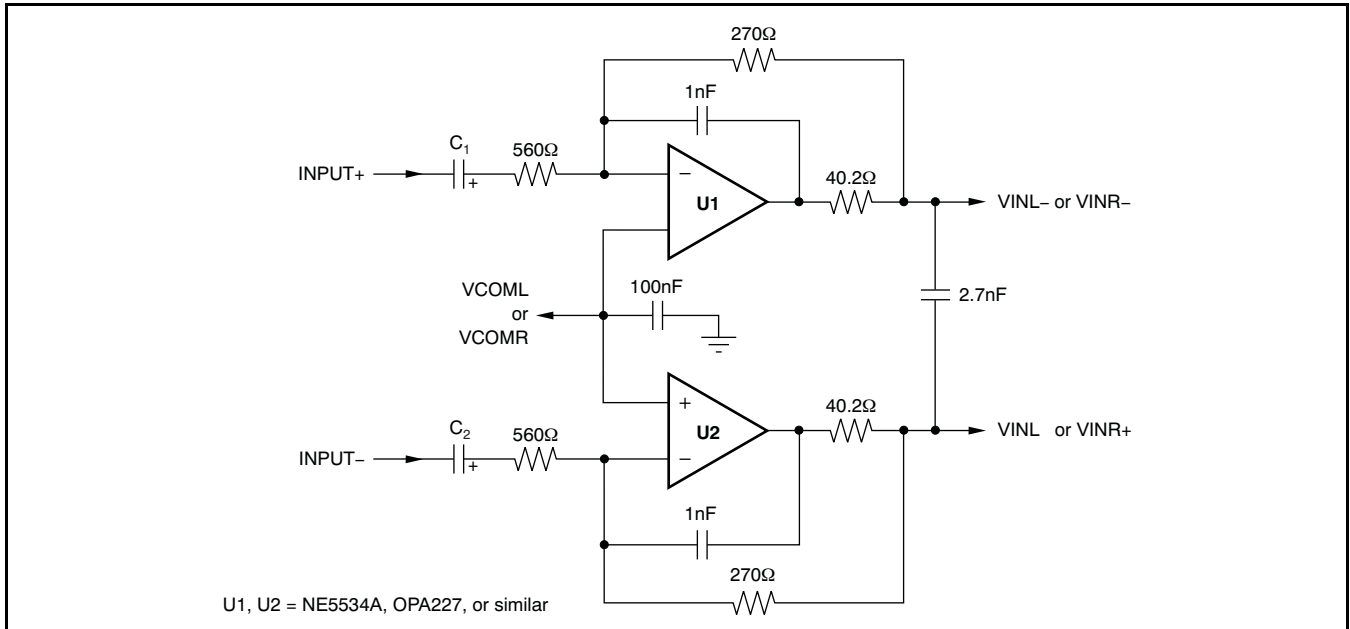 270Ω
1nF
C1
560Ω
INPUT+
+
−
U1
40.2Ω
VINL− or VINR−
VCOML
or
VCOMR
100nF
2.7nF
+
U2
−
40.2Ω
VINL or VINR+
C2
560Ω
INPUT−
+
1nF
270Ω
U1, U2 = NE5534A, OPA227, or similar